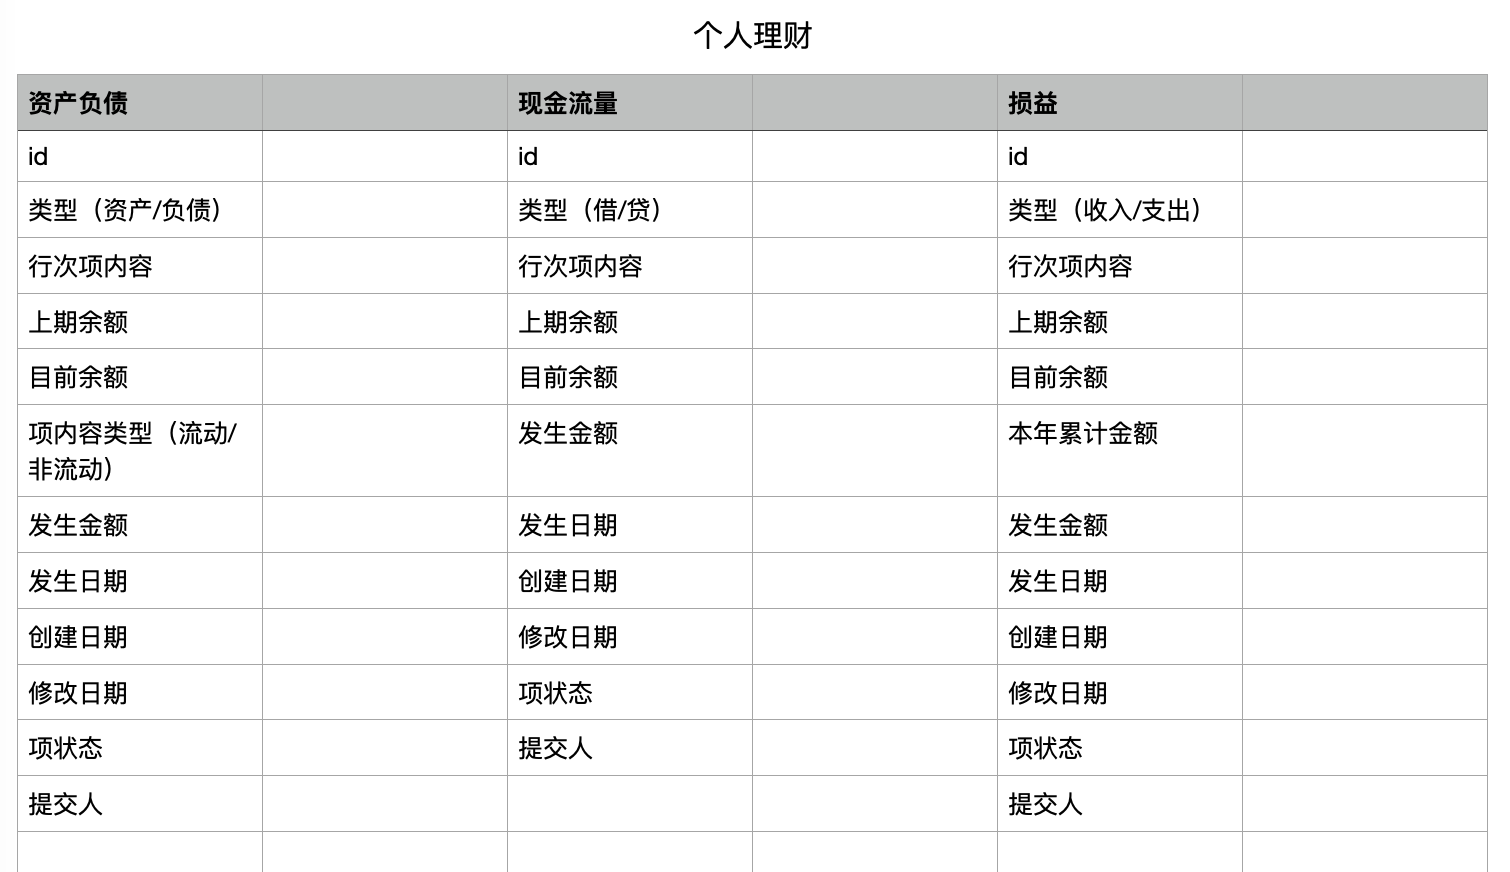 个人理财
资产负债 现金流量 损益
id id id
类型（资产/负债） 类型（借/贷） 类型（收入/支出）
行次项内容 行次项内容 行次项内容
上期余额 上期余额 上期余额
目前余额 目前余额 目前余额
项内容类型（流动/ 发生金额 本年累计金额
非流动）
发生金额 发生日期 发生金额
发生日期 创建日期 发生日期
创建日期 修改日期 创建日期
修改日期 项状态 修改日期
项状态 提交人 项状态
提交人 提交人